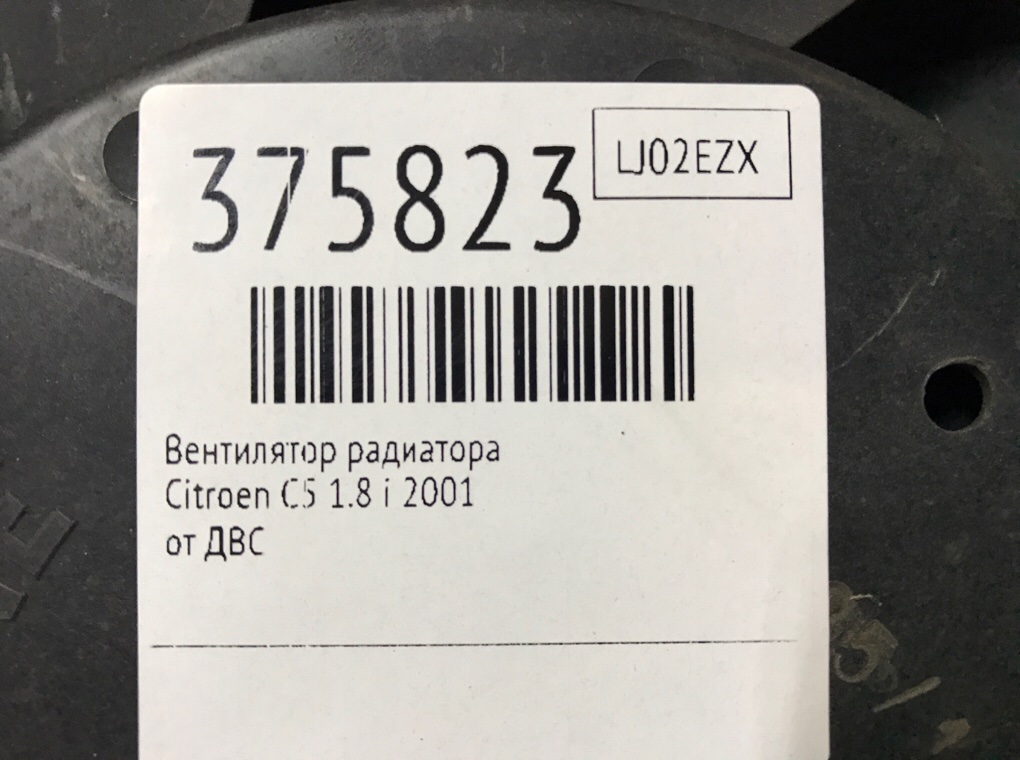 375823
LJ02EZX
Вентилятор радиатора
Citroen C5 1.8 i 2001
от ДВС